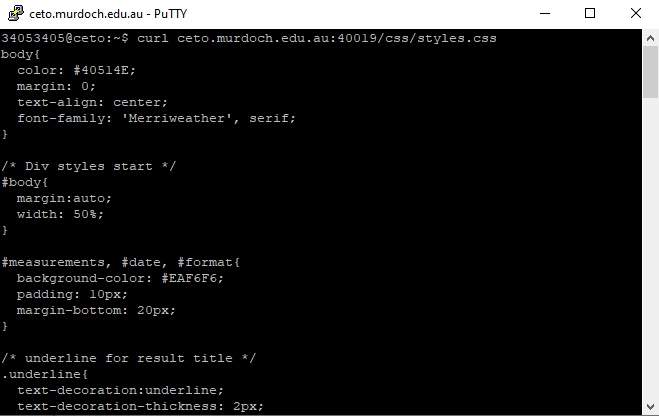 ceto.murdoch.edu.au - PuTTY
34053405@ceto:~$ curl ceto.murdoch.edu.au:40019/css/styles.css
body{
  color: #40514E;
  margin: 0;
  text-align: center;
  font-family: 'Merriweather', serif;
}

/* Div styles start */
#body{
  margin:auto;
  width: 50%;
}

#measurements, #date, #format{
  background-color: #EAF6F6;
  padding: 10px;
  margin-bottom: 20px;
}

/* underline for result title */
.underline{
  text-decoration:underline;
  text-decoration-thickness: 2px;